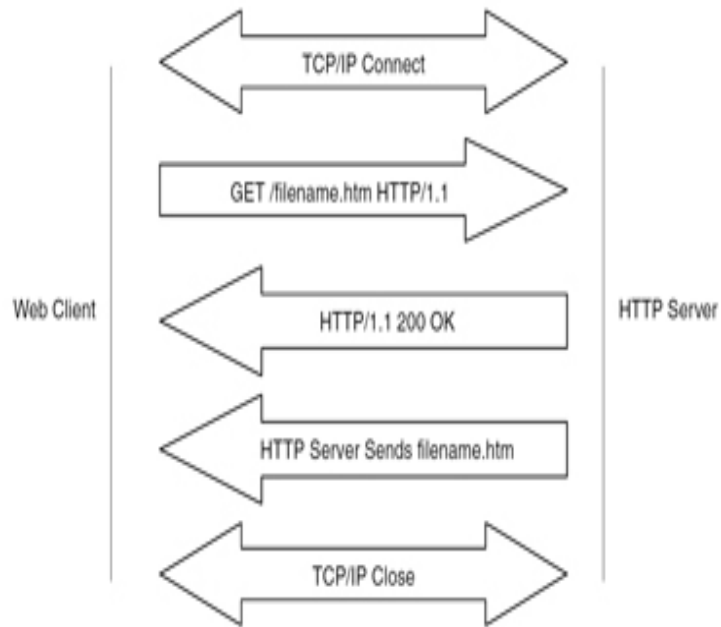 TCP/IP Connect
GET /filename.htm HTTP/1.1
Web Client
HTTP/1.1 200 OK
HTTP Server
HTTP Server Sends filename.htm
TCP/IP Close